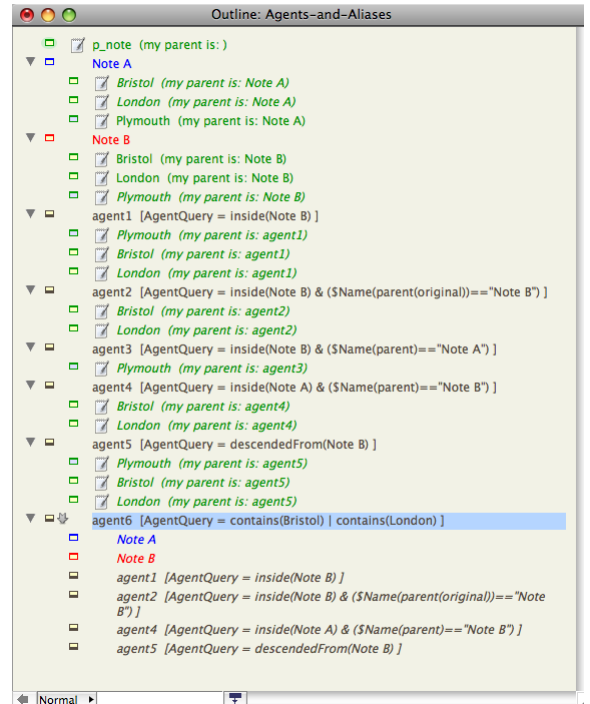 Outline: Agents-and-Aliases
p_note (my parent is: )
Note A
Bristol (my parent is: Note A)
London (my parent is: Note A)
Plymouth (my parent is: Note A)
Note B
Bristol (my parent is: Note B)
London (my parent is: Note B)
Plymouth (my parent is: Note B)
agent1 [AgentQuery = inside(Note B) ]
Plymouth (my parent is: agent1)
Bristol (my parent is: agent1)
London (my parent is: agent1)
agent2 [AgentQuery = inside(Note B) & ($Name(parent(original))=="Note B") ]
Bristol (my parent is: agent2)
London (my parent is: agent2)
agent3 [AgentQuery = inside(Note B) & ($Name(parent)=="Note A") ]
Plymouth (my parent is: agent3)
agent4 [AgentQuery = inside(Note A) & ($Name(parent)=="Note B") ]
Bristol (my parent is: agent4)
London (my parent is: agent4)
agent5 [AgentQuery = descendedFrom(Note B) ]
Plymouth (my parent is: agent5)
Bristol (my parent is: agent5)
London (my parent is: agent5)
agent6 [AgentQuery = contains(Bristol) | contains(London) ]
Note A
Note B
agent1 [AgentQuery = inside(Note B) ]
agent2 [AgentQuery = inside(Note B) & ($Name(parent(original))=="Note
B") ]
agent4 [AgentQuery = inside(Note A) & ($Name(parent)=="Note B") ]
agent5 [AgentQuery = descendedFrom(Note B) ]
Normal